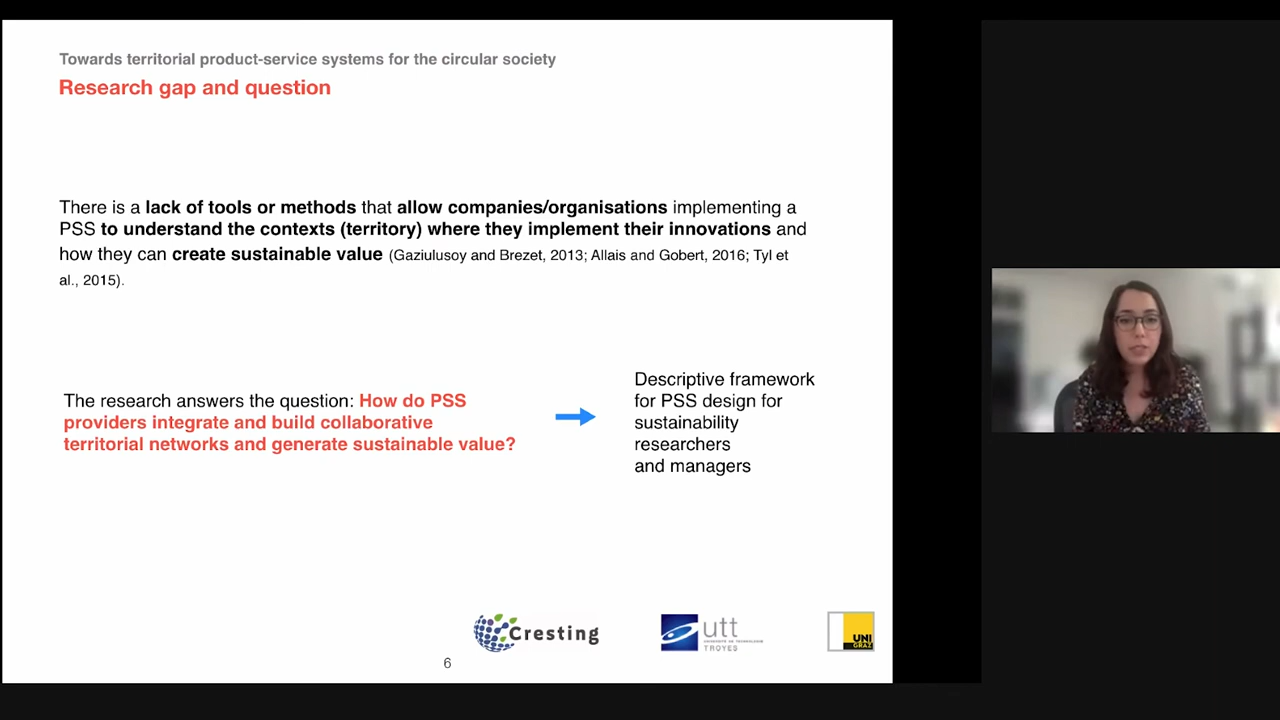 Towards territorial product-service systems for the circular society
Research gap and question
There is a lack of tools or methods that allow companies/organisations implementing a
PSS to understand the contexts (territory) where they implement their innovations and
how they can create sustainable value (Gaziulusoy and Brezet, 2013; Allais and Gobert, 2016; Tyl et
al., 2015).
The research answers the question: How do PSS
providers integrate and build collaborative
territorial networks and generate sustainable value?
Descriptive framework
for PSS design for
sustainability
researchers
and managers
Cresting
utt
UNIVERSITÉ DE TECHNOLOGIE
TROYES
UNI
GRAZ
6